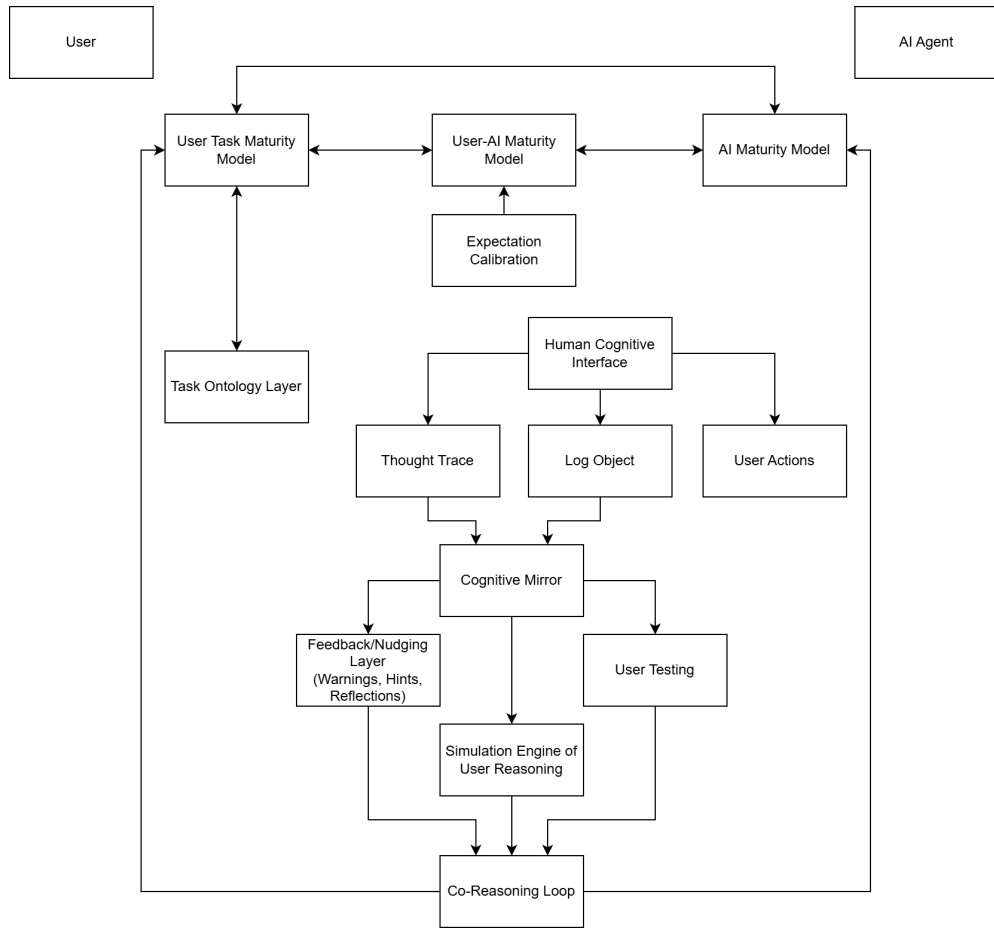 User
AI Agent
User Task Maturity
Model
User-AI Maturity
Model
AI Maturity Model
Expectation
Calibration
Human Cognitive
Interface
Task Ontology Layer
Thought Trace
Log Object
User Actions
Cognitive Mirror
Feedback/Nudging
Layer
(Warnings, Hints,
Reflections)
User Testing
Simulation Engine of
User Reasoning
Co-Reasoning Loop